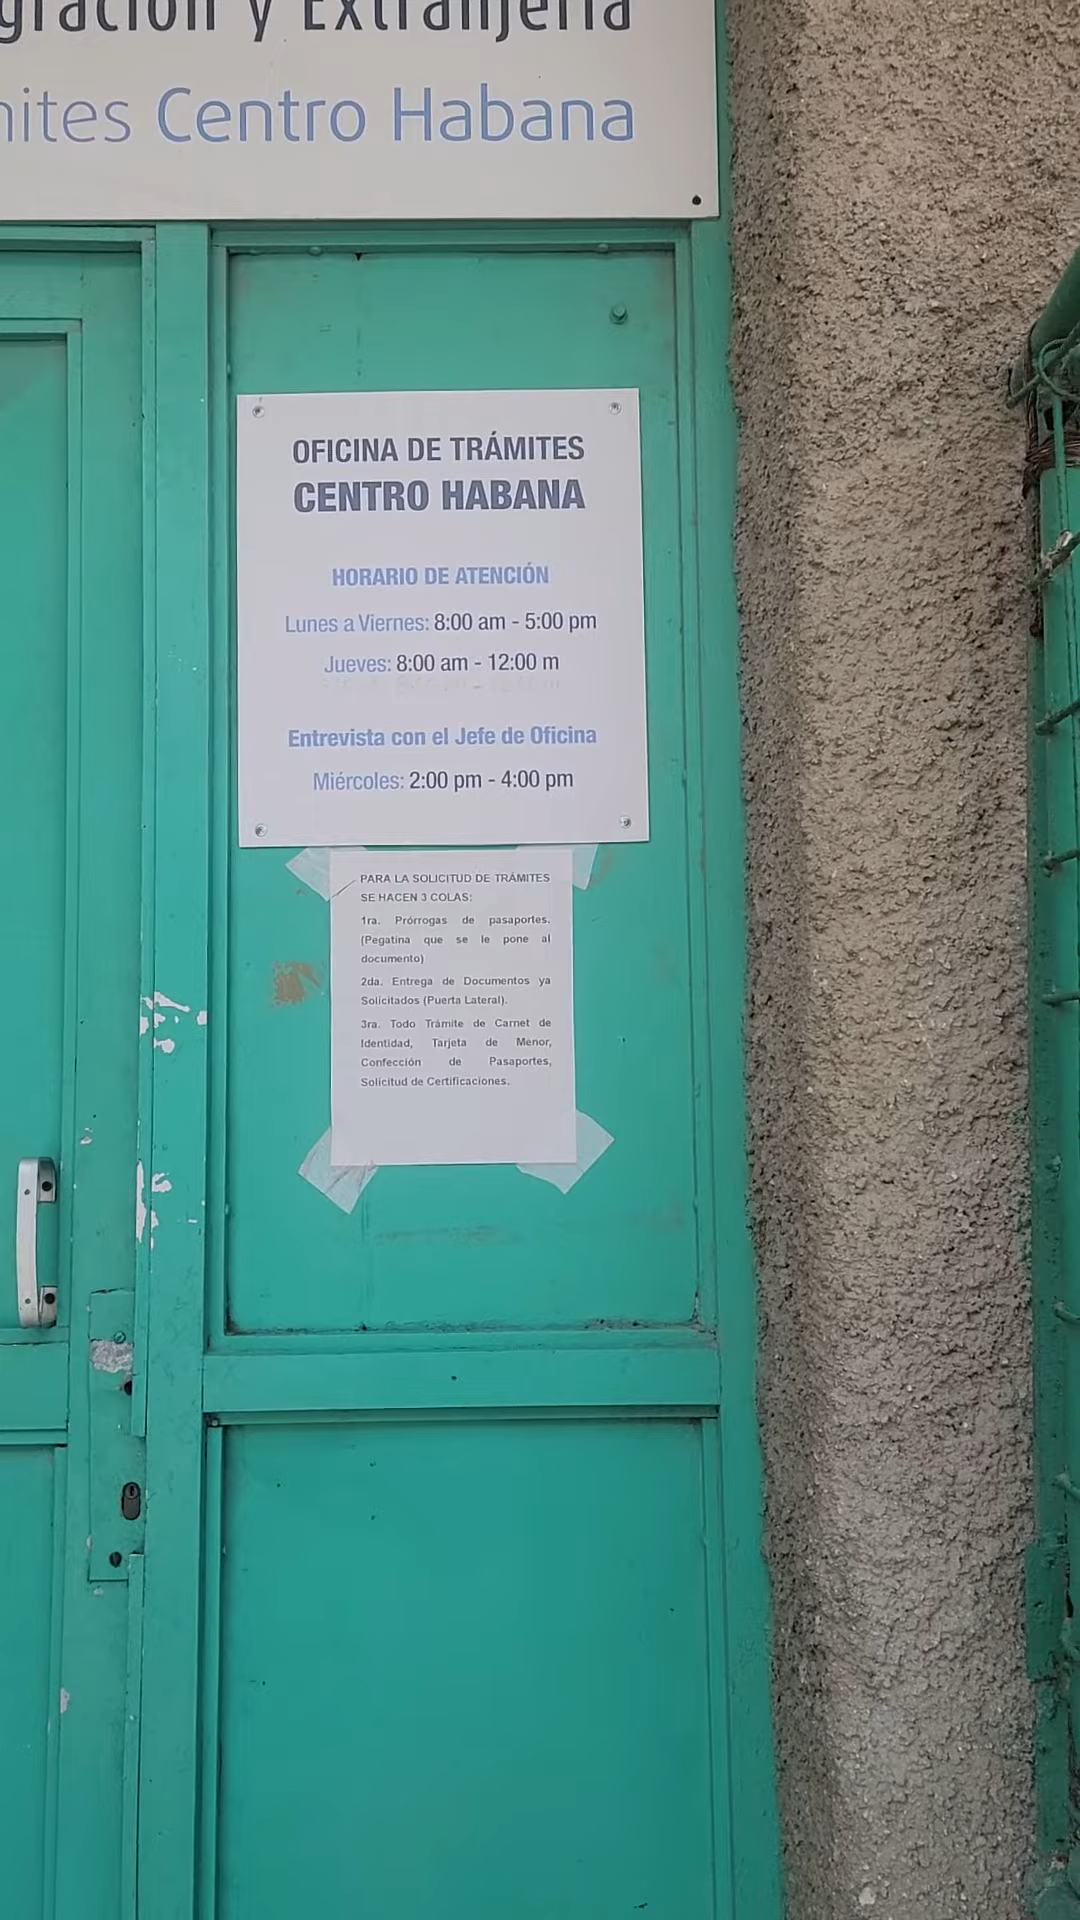 gración y Extranjería
mites Centro Habana
OFICINA DE TRÁMITES
CENTRO HABANA
HORARIO DE ATENCIÓN
Lunes a Viernes: 8:00 am - 5:00 pm
Jueves: 8:00 am - 12:00 m
Entrevista con el Jefe de Oficina
Miércoles: 2:00 pm - 4:00 pm
PARA LA SOLICITUD DE TRÁMITES
SE HACEN 3 COLAS:
1ra. Prórrogas de pasaportes.
(Pegatina que se le pone al
documento)
2da. Entrega de Documentos ya
Solicitados (Puerta Lateral).
3ra. Todo Trámite de Carnet de
Identidad, Tarjeta de Menor,
Confección de Pasaportes,
Solicitud de Certificaciones.